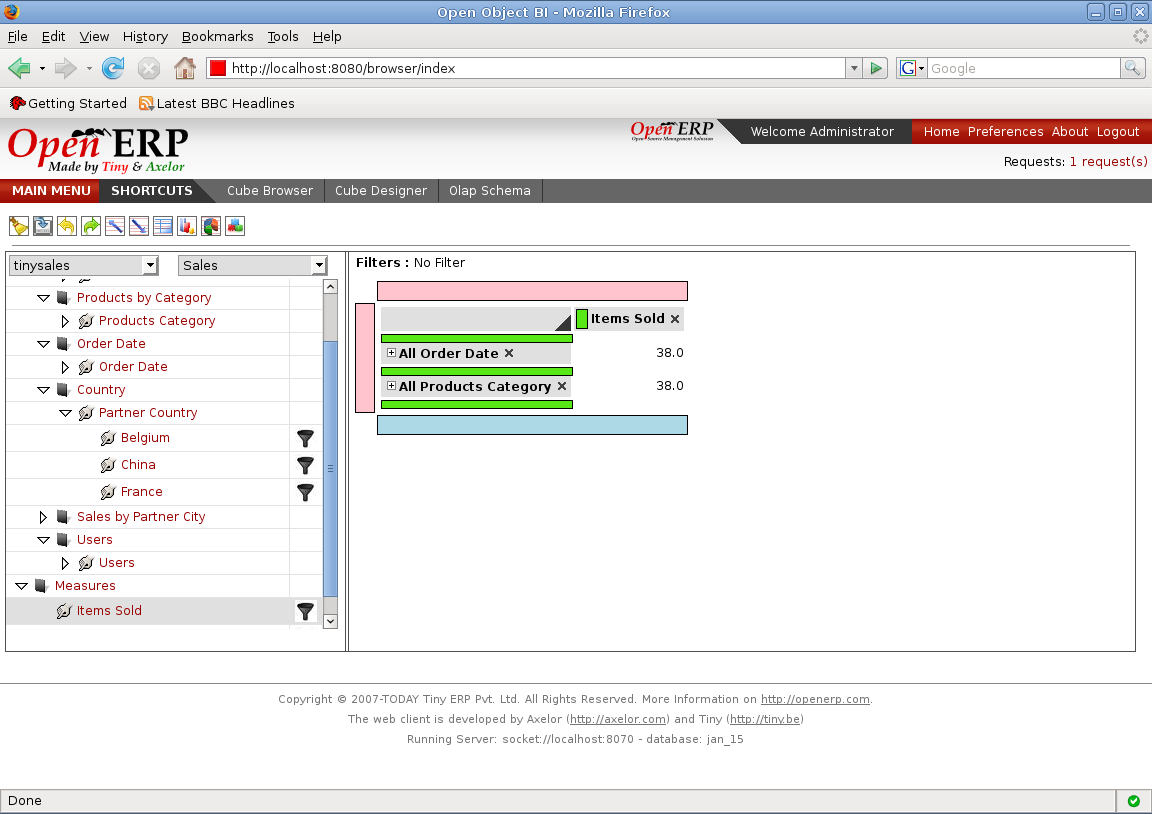 Open Object BI - Mozilla Firefox
File Edit View History Bookmarks Tools Help
http://localhost:8080/browser/index
G Google
Getting Started Latest BBC Headlines
Open ERP
Made by Tiny & Axelor
Open ERP
Open Source Management Solution
Welcome Administrator
Home Preferences About Logout
Requests: 1 request(s)
MAIN MENU SHORTCUTS Cube Browser Cube Designer Olap Schema
tinysales Sales
Products by Category
Products Category
Order Date
Order Date
Country
Partner Country
Belgium
China
France
Sales by Partner City
Users
Users
Measures
Items Sold
Filters : No Filter
Items Sold
All Order Date 38.0
All Products Category 38.0
Copyright © 2007-TODAY Tiny ERP Pvt. Ltd. All Rights Reserved. More Information on http://openerp.com.
The web client is developed by Axelor (http://axelor.com) and Tiny (http://tiny.be)
Running Server: socket://localhost:8070 - database: jan_15
Done